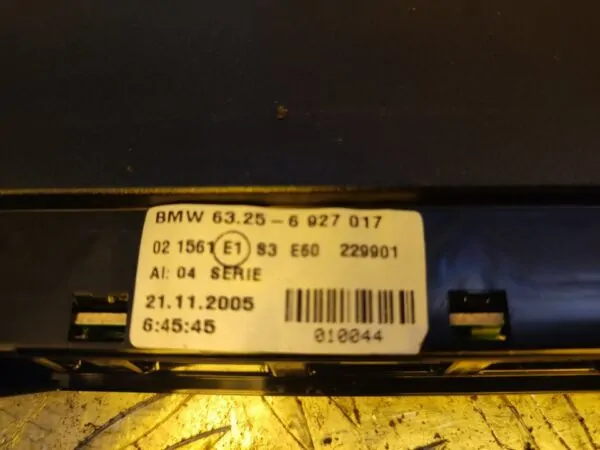 BMW 63.25-6 927 017
02 1561 E1 S3 E60 229901
AI: 04 SERIE
21.11.2005
6:45:45
010044